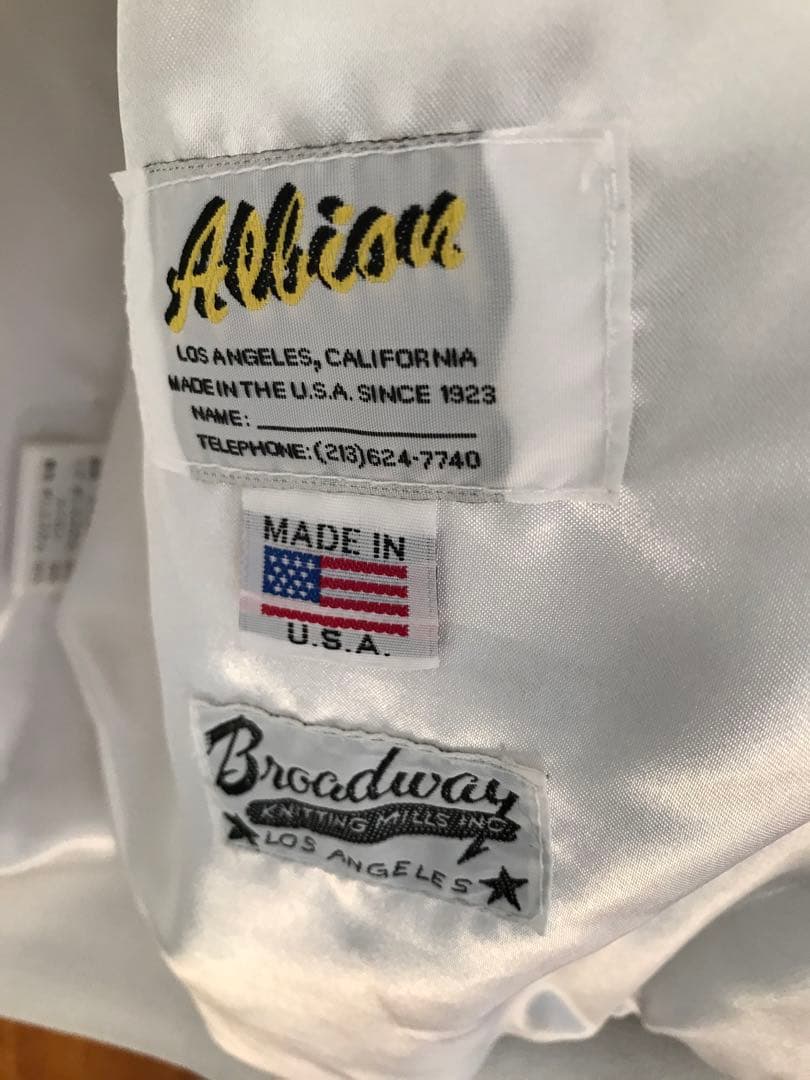 Albion
LOS ANGELES, CALIFORNIA
MADE IN THE U.S.A. SINCE 1923
NAME:
TELEPHONE: (213)624-7740
MADE IN
U.S.A.
Broadway
KNITTING MILLS INC
LOS ANGELES